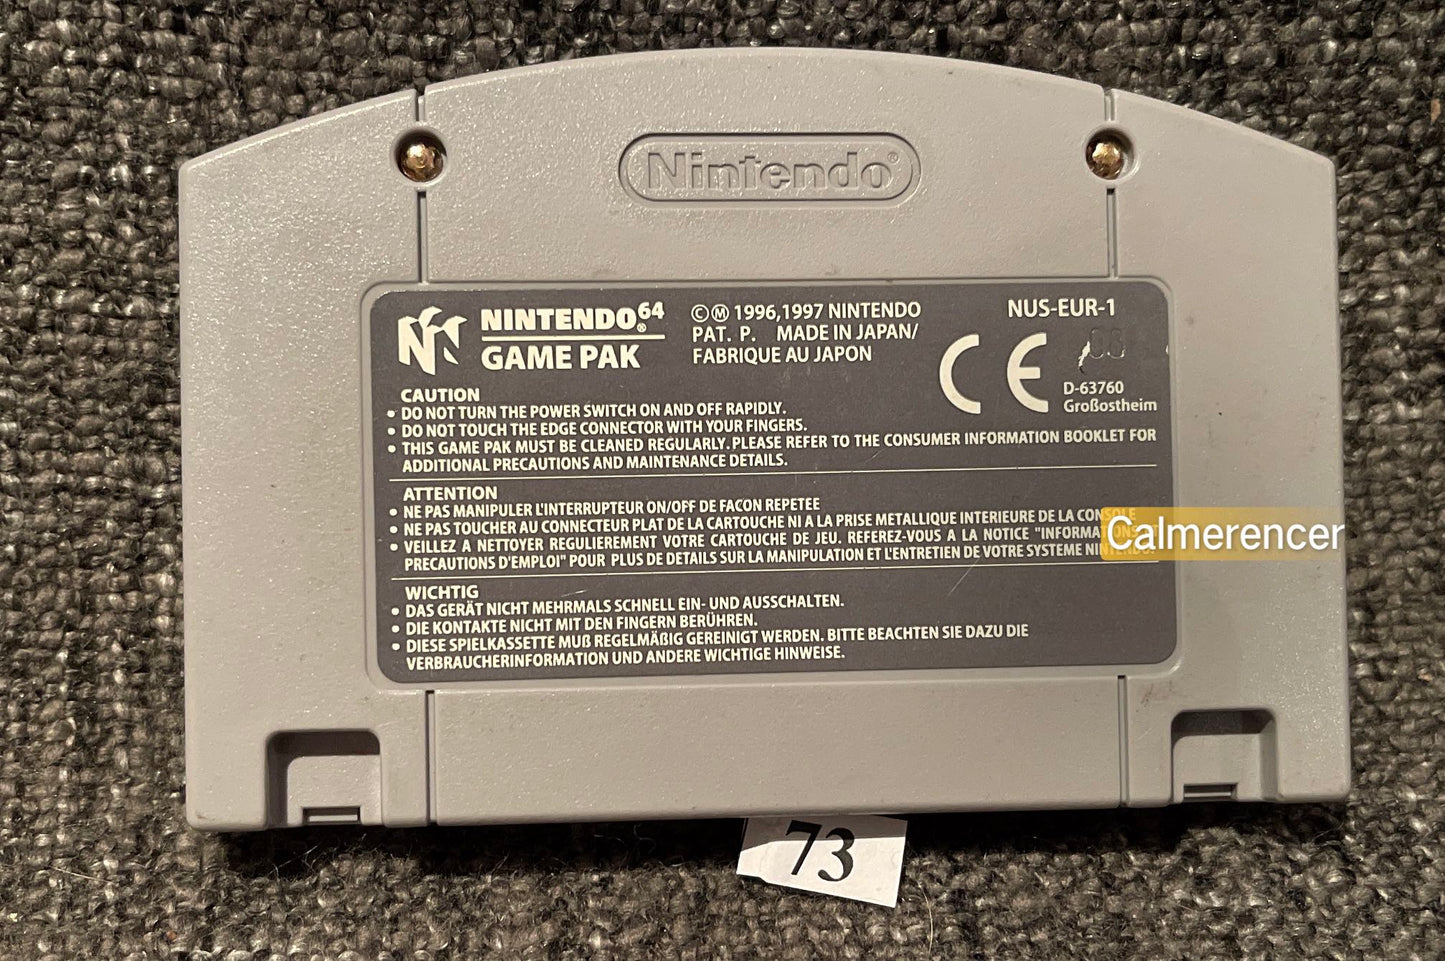 Nintendo®
NINTENDO64®
GAME PAK
©Ⓜ 1996,1997 NINTENDO
PAT. P. MADE IN JAPAN/
FABRIQUE AU JAPON
NUS-EUR-1
CE
D-63760
Großostheim
CAUTION
• DO NOT TURN THE POWER SWITCH ON AND OFF RAPIDLY.
• DO NOT TOUCH THE EDGE CONNECTOR WITH YOUR FINGERS.
• THIS GAME PAK MUST BE CLEANED REGULARLY. PLEASE REFER TO THE CONSUMER INFORMATION BOOKLET FOR
ADDITIONAL PRECAUTIONS AND MAINTENANCE DETAILS.
ATTENTION
• NE PAS MANIPULER L'INTERRUPTEUR ON/OFF DE FACON REPETEE
• NE PAS TOUCHER AU CONNECTEUR PLAT DE LA CARTOUCHE NI A LA PRISE METALLIQUE INTERIEURE DE LA CONSOLE
• VEILLEZ A NETTOYER REGULIEREMENT VOTRE CARTOUCHE DE JEU. REFEREZ-VOUS A LA NOTICE "INFORMATIONS
PRECAUTIONS D'EMPLOI" POUR PLUS DE DETAILS SUR LA MANIPULATION ET L'ENTRETIEN DE VOTRE SYSTEME NINTENDO.
Calmerencer
WICHTIG
• DAS GERÄT NICHT MEHRMALS SCHNELL EIN- UND AUSSCHALTEN.
• DIE KONTAKTE NICHT MIT DEN FINGERN BERÜHREN.
• DIESE SPIELKASSETTE MUß REGELMÄßIG GEREINIGT WERDEN. BITTE BEACHTEN SIE DAZU DIE
VERBRAUCHERINFORMATION UND ANDERE WICHTIGE HINWEISE.
73